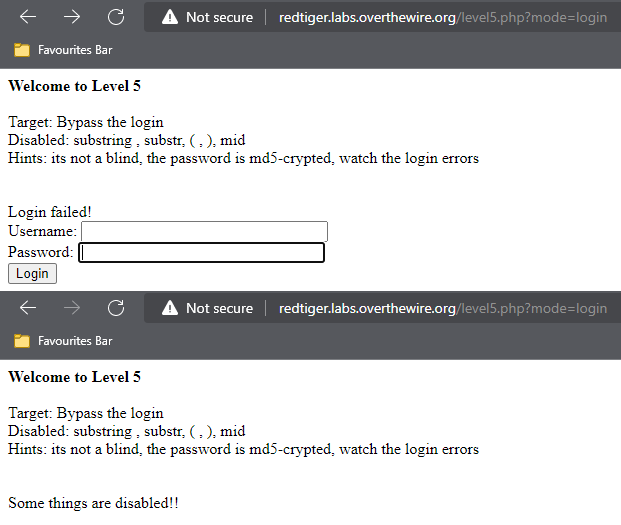 Not secure | redtiger.labs.overthewire.org/level5.php?mode=login
Favourites Bar
Welcome to Level 5
Target: Bypass the login
Disabled: substring , substr, ( , ), mid
Hints: its not a blind, the password is md5-crypted, watch the login errors
Login failed!
Username:
Password:
Login
Not secure | redtiger.labs.overthewire.org/level5.php?mode=login
Favourites Bar
Welcome to Level 5
Target: Bypass the login
Disabled: substring , substr, ( , ), mid
Hints: its not a blind, the password is md5-crypted, watch the login errors
Some things are disabled!!